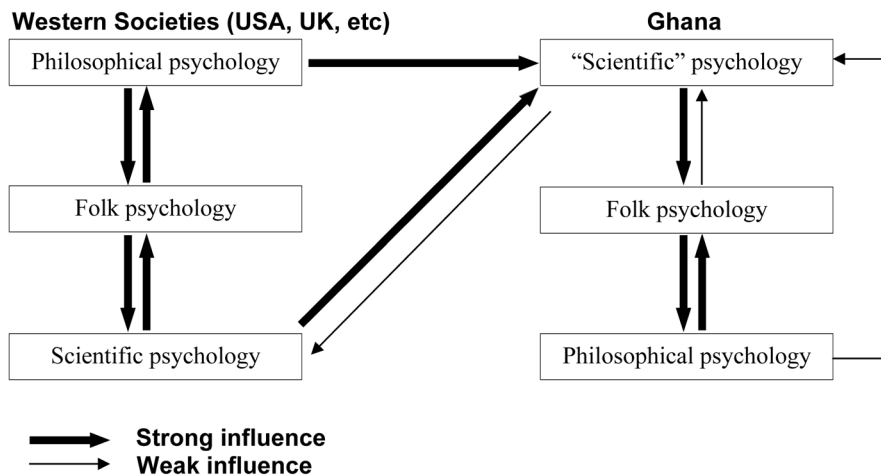 Western Societies (USA, UK, etc)
Ghana
Philosophical psychology
“Scientific” psychology
Folk psychology
Folk psychology
Scientific psychology
Philosophical psychology
Strong influence
Weak influence